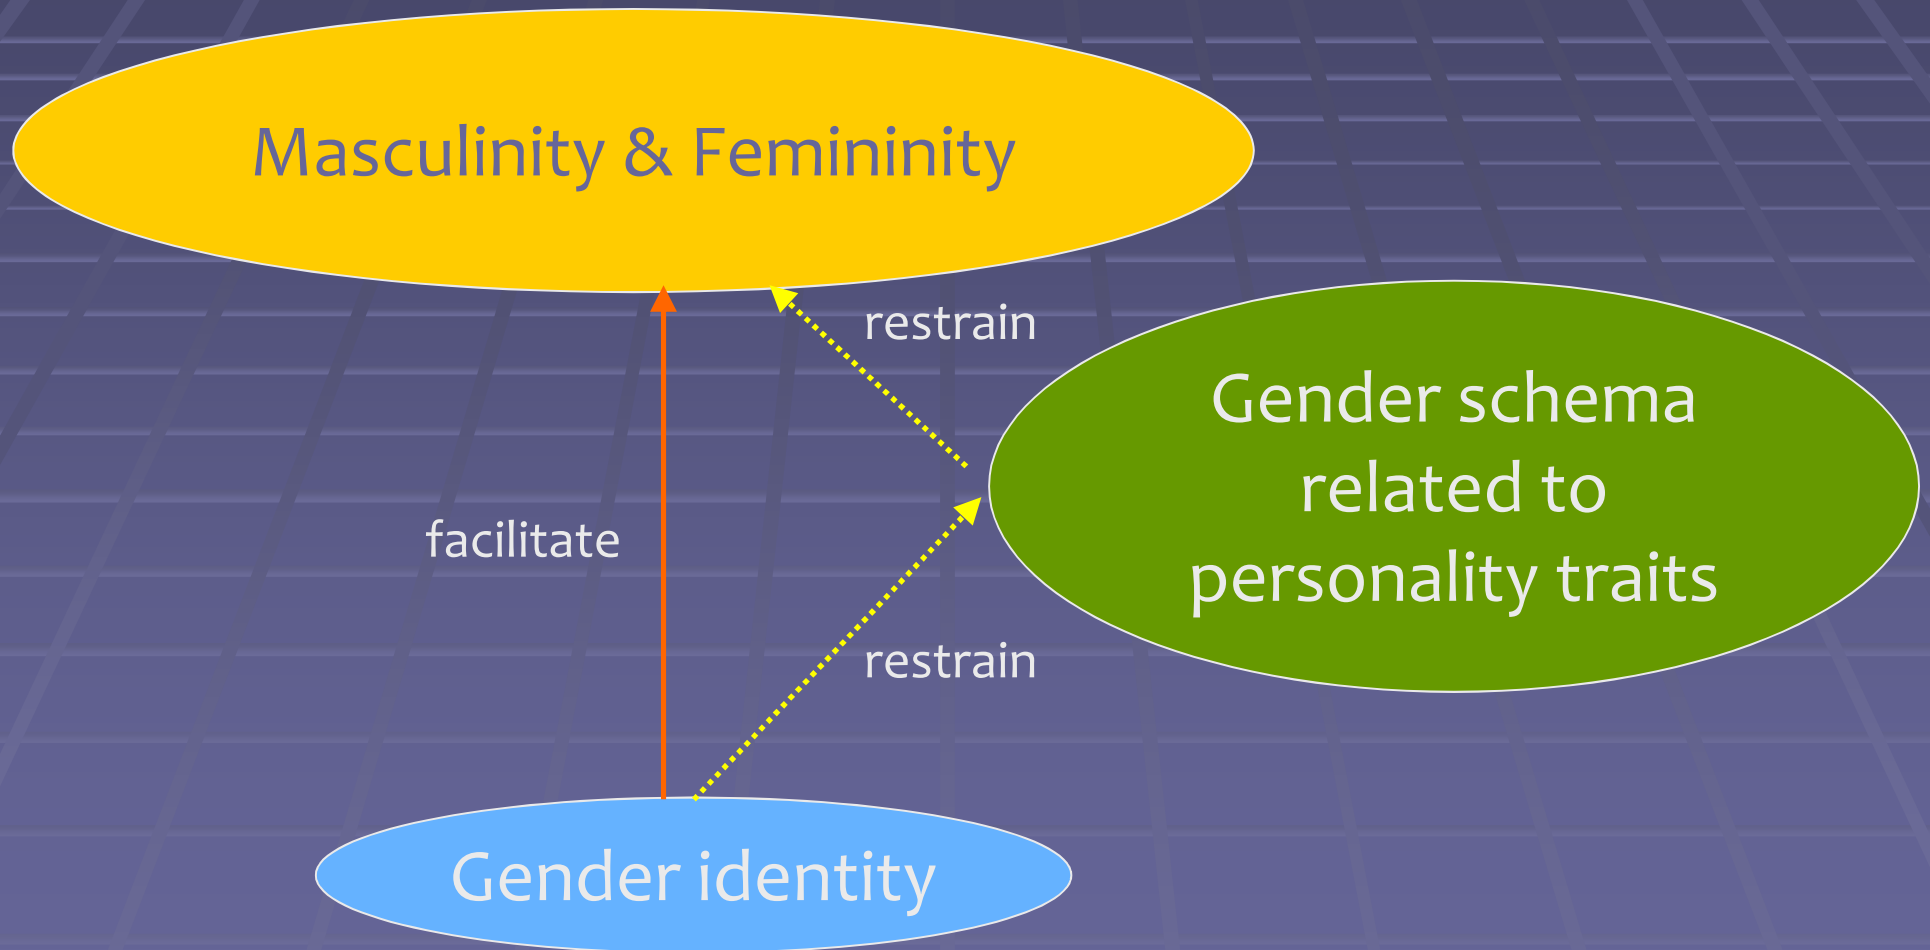 Masculinity & Femininity
restrain
Gender schema
related to
personality traits
facilitate
restrain
Gender identity